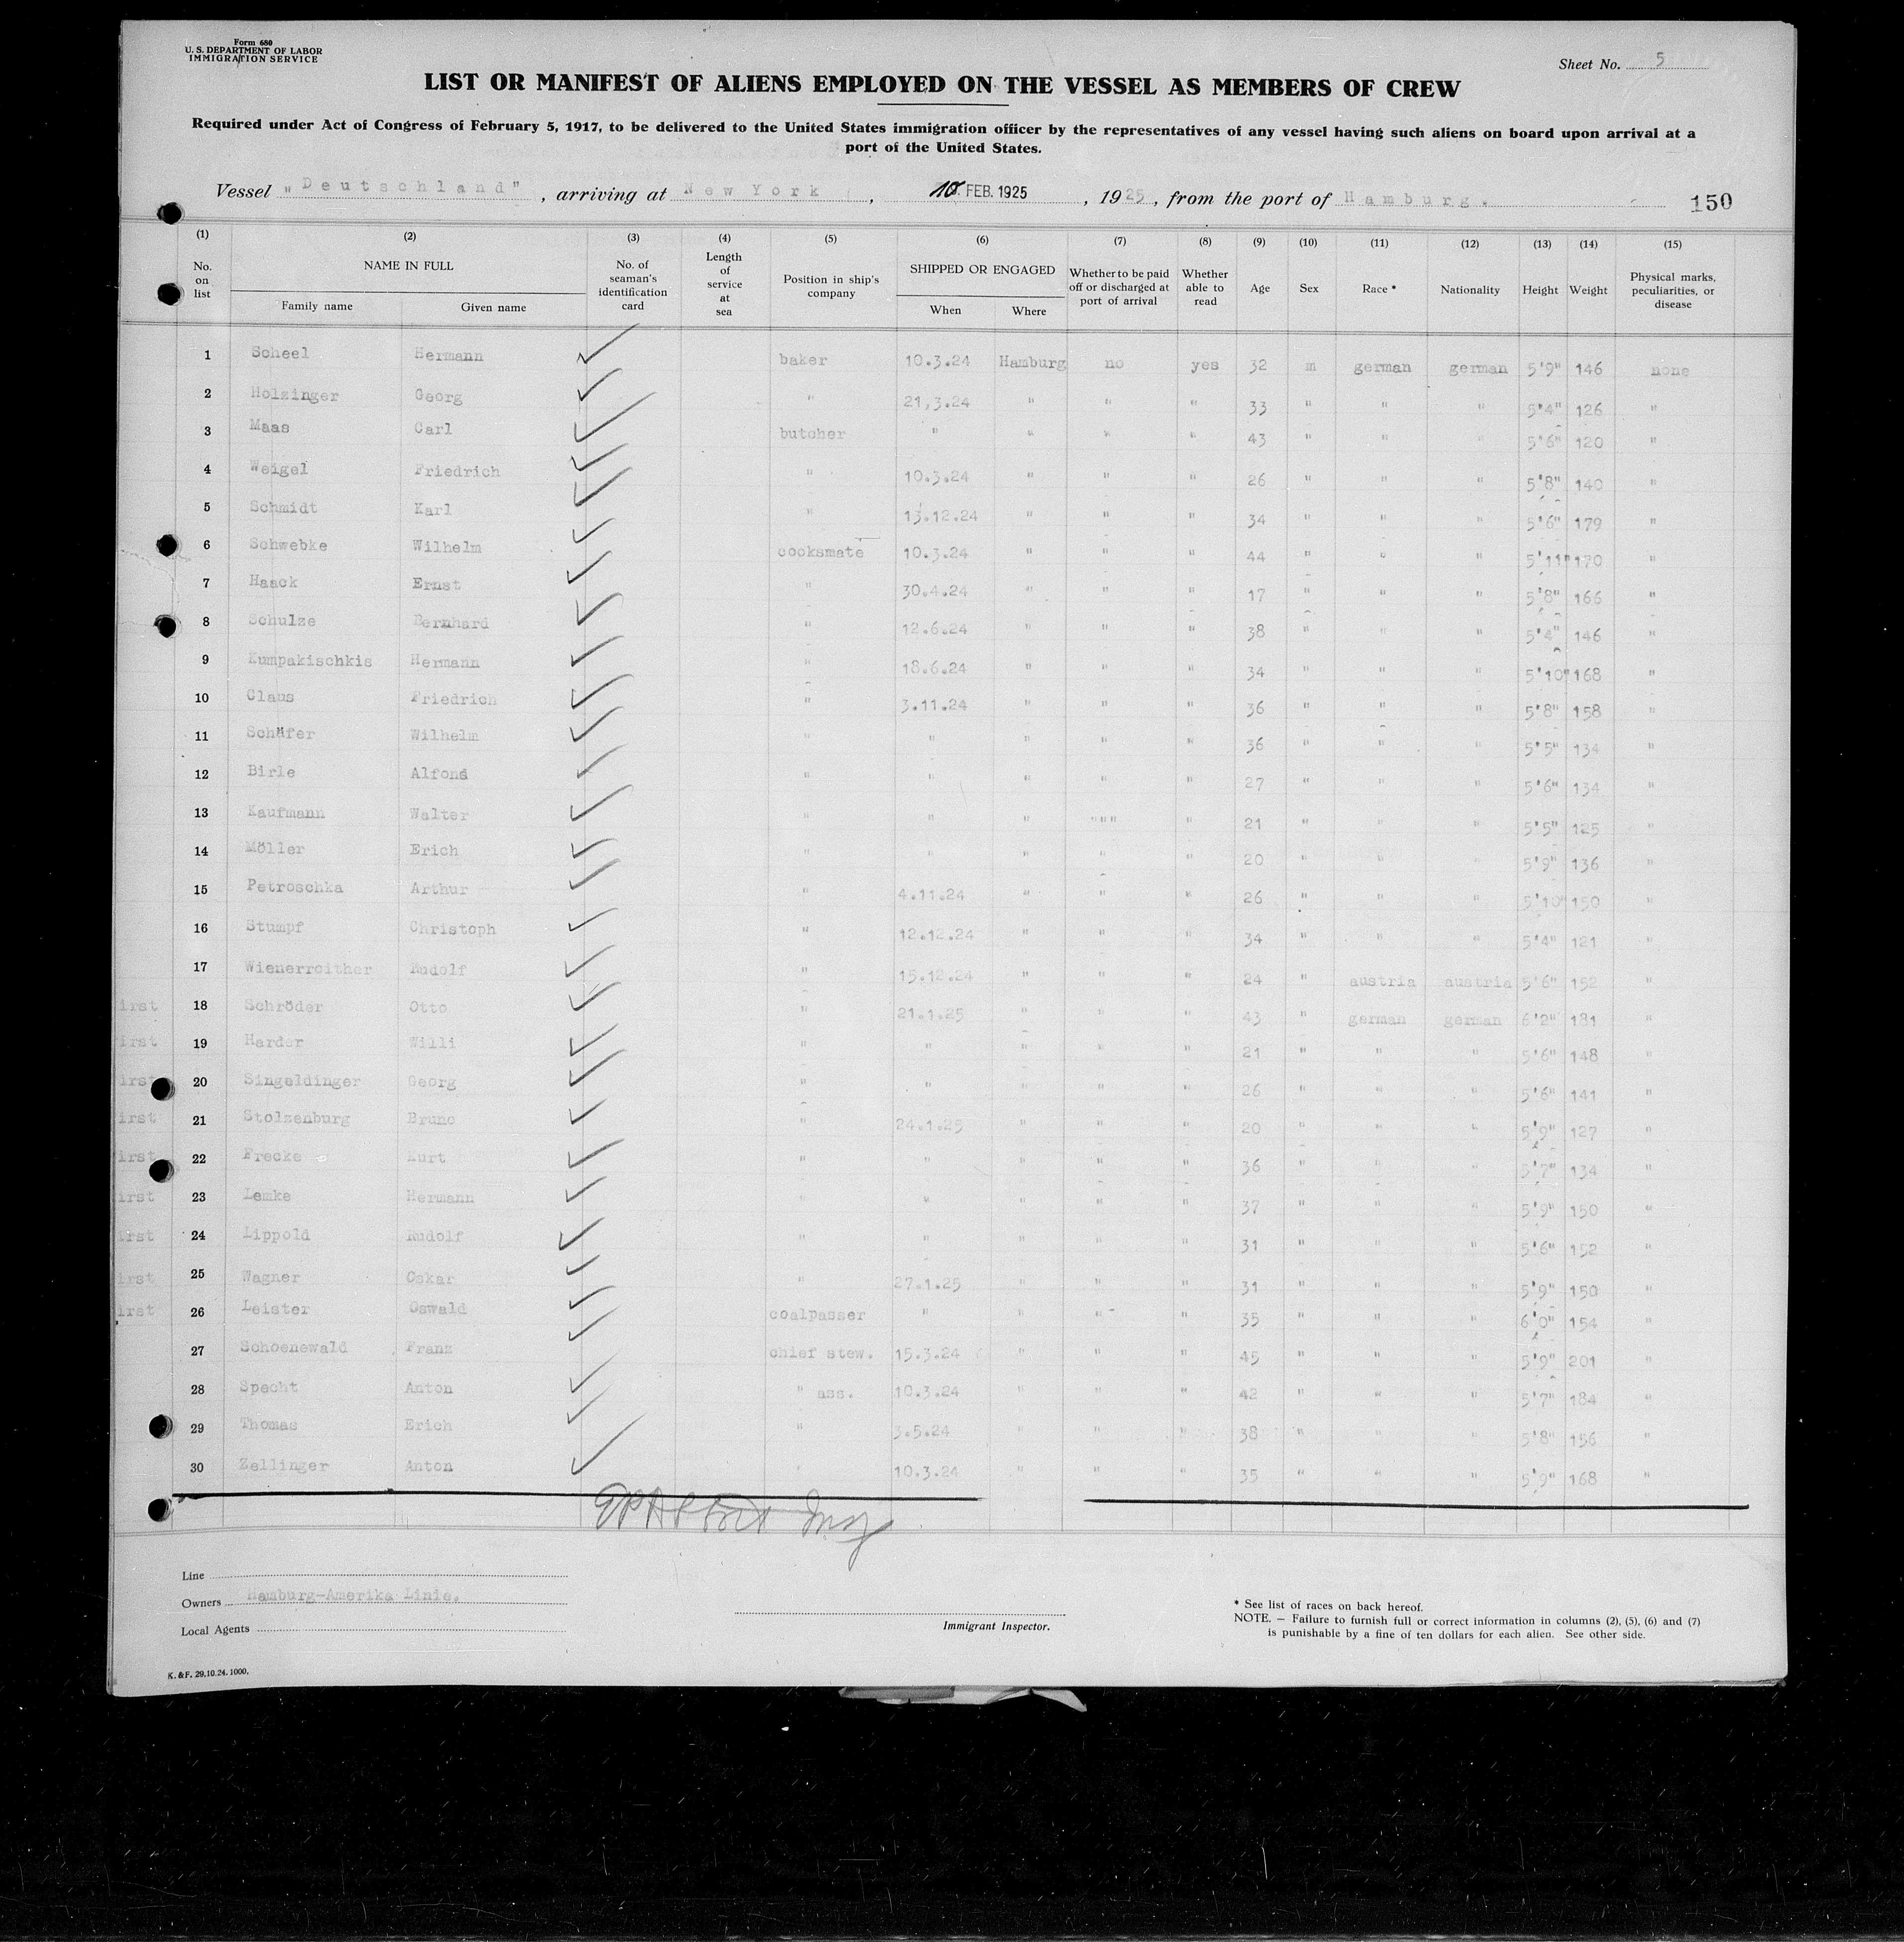 Form 680
U. S. DEPARTMENT OF LABOR
IMMIGRATION SERVICE
Sheet No. 5
LIST OR MANIFEST OF ALIENS EMPLOYED ON THE VESSEL AS MEMBERS OF CREW
Required under Act of Congress of February 5, 1917, to be delivered to the United States immigration officer by the representatives of any vessel having such aliens on board upon arrival at a
port of the United States.
Vessel "Deutschland", arriving at New York, 10. FEB. 1925, 1925, from the port of Hamburg. 150
(1) (2) (3) (4) (5) (6) (7) (8) (9) (10) (11) (12) (13) (14) (15)
No. on list NAME IN FULL Family name Given name No. of seaman's identification card Length of service at sea Position in ship's company SHIPPED OR ENGAGED When Where Whether to be paid off or discharged at port of arrival Whether able to read Age Sex Race * Nationality Height Weight Physical marks, peculiarities, or disease
1 Scheel Hermann baker 10.3.24 Hamburg no yes 32 m german german 5'9" 146 none
2 Holzinger Georg " 21,3.24 " " " 33 " " " 5'4" 126 "
3 Maas Carl butcher " " " " 43 " " " 5'6" 120 "
4 Weigel Friedrich " 10.3.24 " " " 26 " " " 5'8" 140 "
5 Schmidt Karl " 13.12.24 " " " 34 " " " 5'6" 179 "
6 Schwebke Wilhelm cooksmate 10.3.24 " " " 44 " " " 5'11" 170 "
7 Haack Ernst " 30.4.24 " " " 17 " " " 5'8" 166 "
8 Schulze Bernhard " 12.6.24 " " " 38 " " " 5'4" 146 "
9 Kumpakischkis Hermann " 18.6.24 " " " 34 " " " 5'10" 168 "
10 Claus Friedrich " 3.11.24 " " " 36 " " " 5'8" 158 "
11 Schäfer Wilhelm " " " " " 36 " " " 5'5" 134 "
12 Birle Alfons " " " " " 27 " " " 5'6" 134 "
13 Kaufmann Walter " " " """ " 21 " " " 5'5" 125 "
14 Möller Erich " " " " " 20 " " " 5'9" 136 "
15 Petroschka Arthur " 4.11.24 " " " 26 " " " 5'10" 150 "
16 Stumpf Christoph " 12.12.24 " " " 34 " " " 5'4" 121 "
17 Wienerroither Rudolf " 15.12.24 " " " 24 " austria austria 5'6" 152 "
irst 18 Schröder Otto " 21.1.25 " " " 43 " german german 6'2" 181 "
irst 19 Harder Willi " " " " " 21 " " " 5'6" 148 "
irst 20 Singeldinger Georg " " " " " 26 " " " 5'6" 141 "
irst 21 Stolzenburg Bruno " 24.1.25 " " " 20 " " " 5'9" 127 "
irst 22 Frecke Kurt " " " " " 36 " " " 5'7" 134 "
irst 23 Lemke Hermann " " " " " 37 " " " 5'9" 150 "
irst 24 Lippold Rudolf " " " " " 31 " " " 5'6" 152 "
irst 25 Wagner Oskar " 27.1.25 " " " 31 " " " 5'9" 150 "
irst 26 Leister Oswald coalpasser " " " " 35 " " " 6'0" 154 "
27 Schoenewald Franz chief stew. 15.3.24 " " " 45 " " " 5'9" 201 "
28 Specht Anton " ass. 10.3.24 " " " 42 " " " 5'7" 184 "
29 Thomas Erich " 3.5.24 " " " 38 " " " 5'8" 156 "
30 Zellinger Anton " 10.3.24 " " " 35 " " " 5'9" 168 "
Line
Owners Hamburg-Amerika Linie.
Local Agents
Immigrant Inspector.
* See list of races on back hereof.
NOTE. — Failure to furnish full or correct information in columns (2), (5), (6) and (7)
is punishable by a fine of ten dollars for each alien. See other side.
K. & F. 29.10.24. 1000.